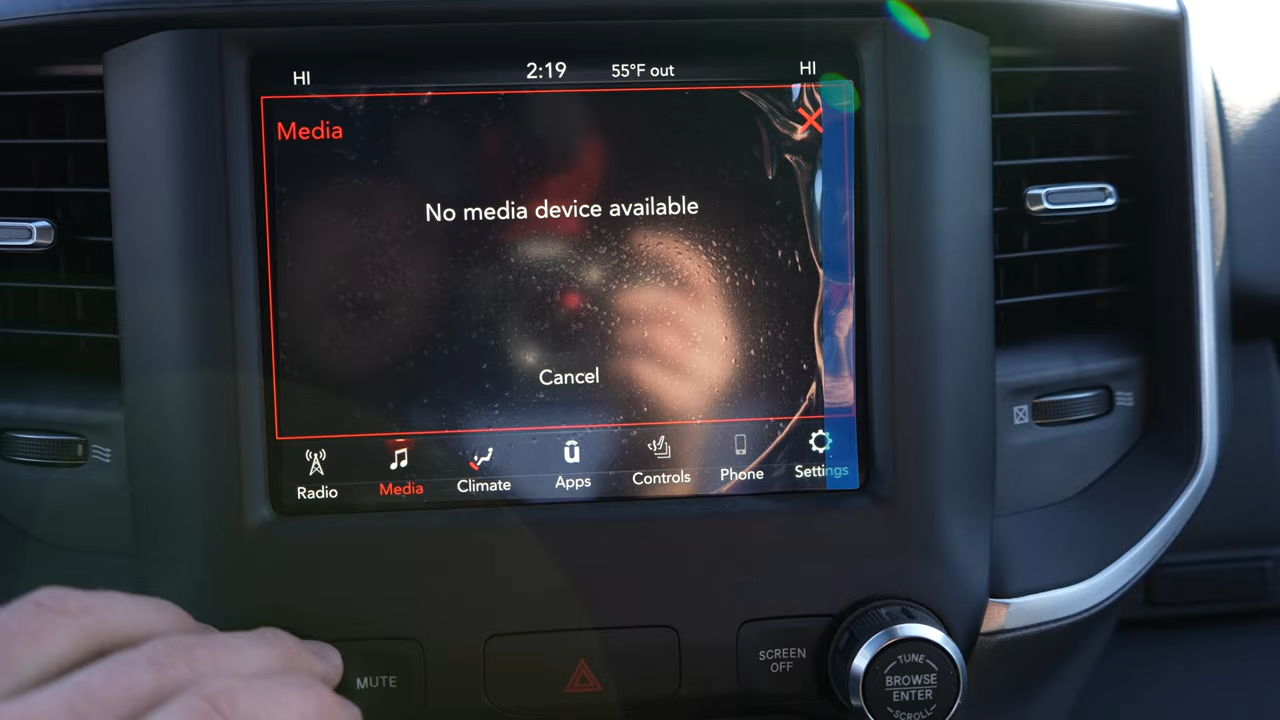 HI 2:19 55°F out HI
Media
No media device available
Cancel
Radio Media Climate Apps Controls Phone Settings
MUTE
SCREEN
OFF
TUNE
BROWSE
ENTER
SCROLL